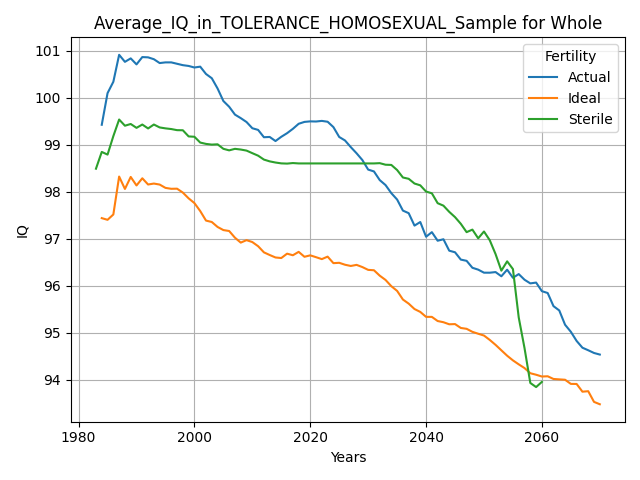 Average_IQ_in_TOLERANCE_HOMOSEXUAL_Sample for Whole
Fertility
Actual
Ideal
Sterile
IQ
101
100
99
98
97
96
95
94
1980
2000
2020
2040
2060
Years